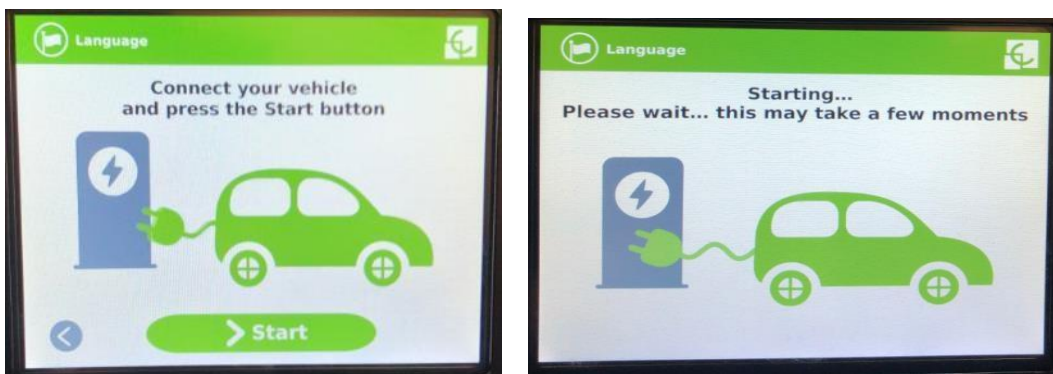 Language
Connect your vehicle
and press the Start button
Start
Language
Starting...
Please wait... this may take a few moments